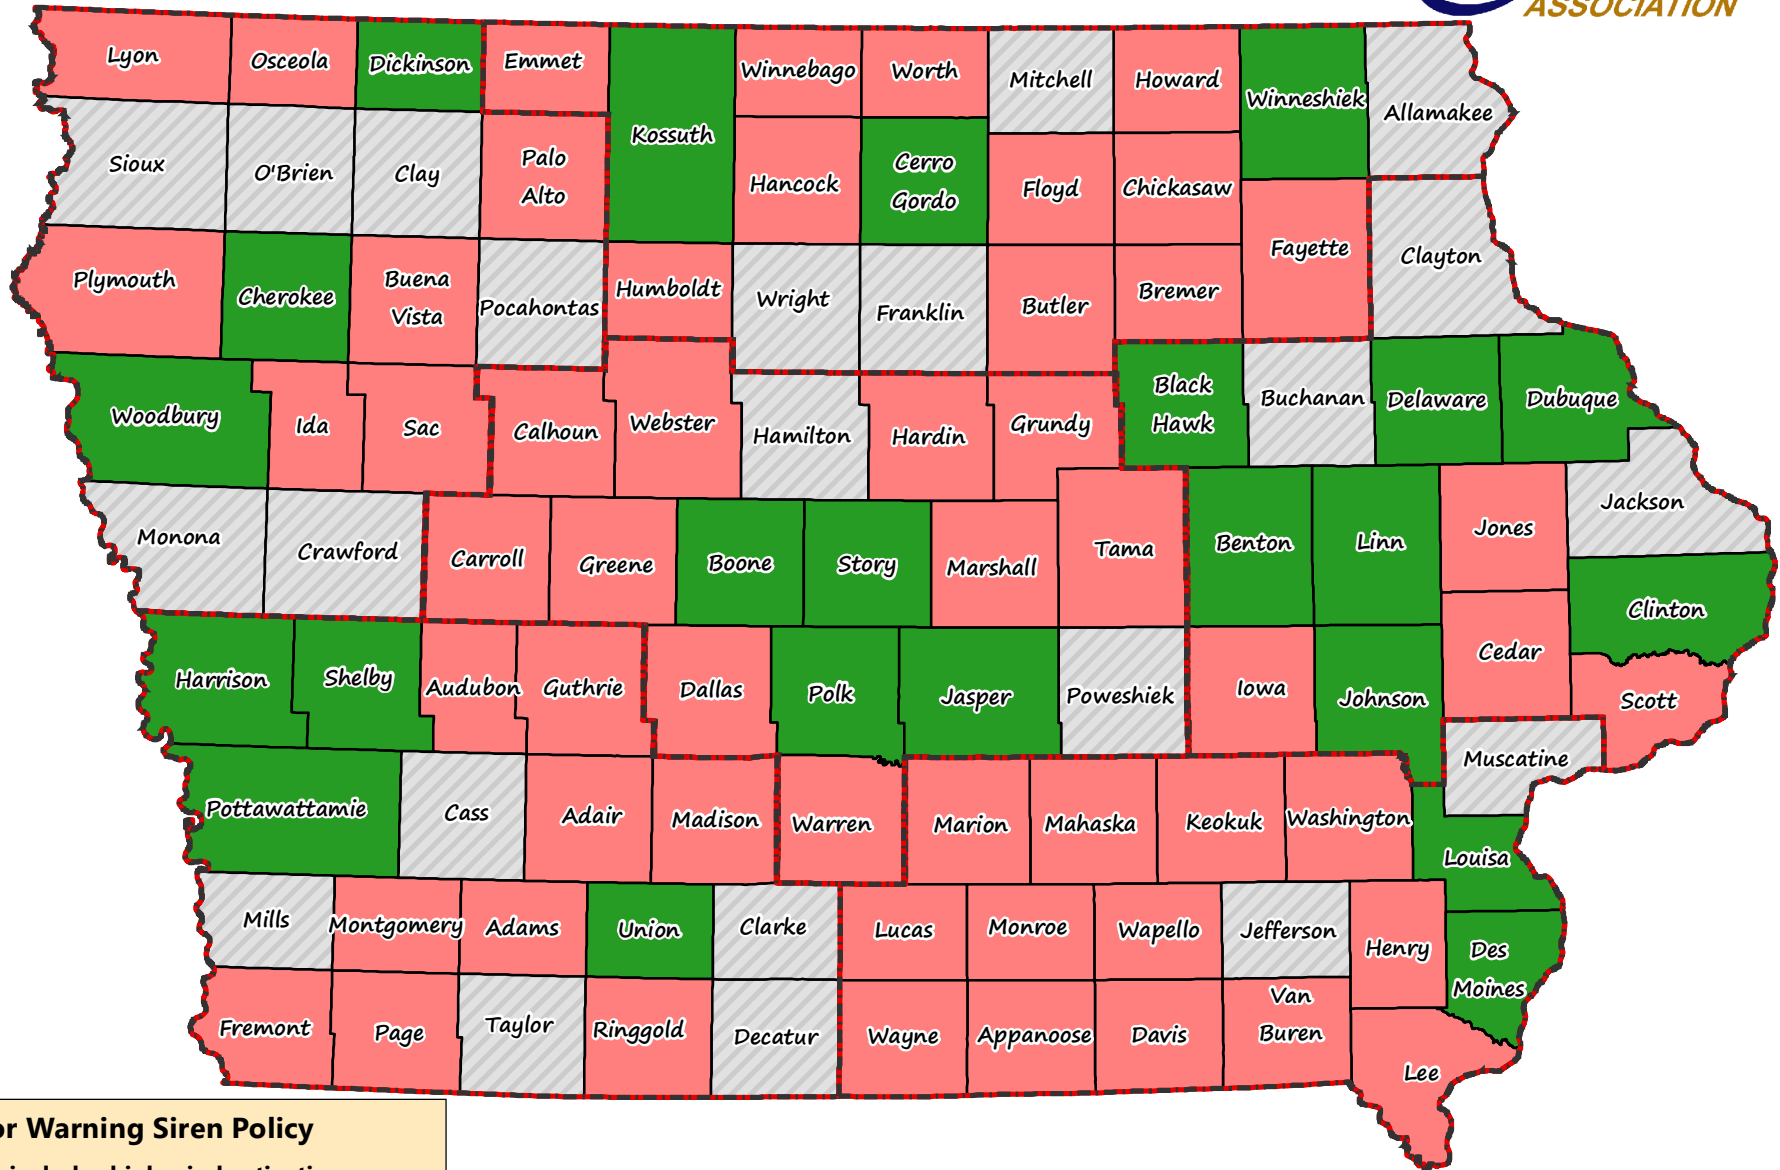 ASSOCIATION
Lyon
Osceola
Dickinson
Emmet
Kossuth
Winnebago
Worth
Mitchell
Howard
Winneshiek
Allamakee
Sioux
O'Brien
Clay
Palo
Alto
Hancock
Cerro
Gordo
Floyd
Chickasaw
Fayette
Clayton
Plymouth
Cherokee
Buena
Vista
Pocahontas
Humboldt
Wright
Franklin
Butler
Bremer
Woodbury
Ida
Sac
Calhoun
Webster
Hamilton
Hardin
Grundy
Black
Hawk
Buchanan
Delaware
Dubuque
Monona
Crawford
Carroll
Greene
Boone
Story
Marshall
Tama
Benton
Linn
Jones
Jackson
Clinton
Harrison
Shelby
Audubon
Guthrie
Dallas
Polk
Jasper
Poweshiek
Iowa
Johnson
Cedar
Scott
Muscatine
Pottawattamie
Cass
Adair
Madison
Warren
Marion
Mahaska
Keokuk
Washington
Louisa
Mills
Montgomery
Adams
Union
Clarke
Lucas
Monroe
Wapello
Jefferson
Henry
Des
Moines
Fremont
Page
Taylor
Ringgold
Decatur
Wayne
Appanoose
Davis
Van
Buren
Lee
or Warning Siren Policy